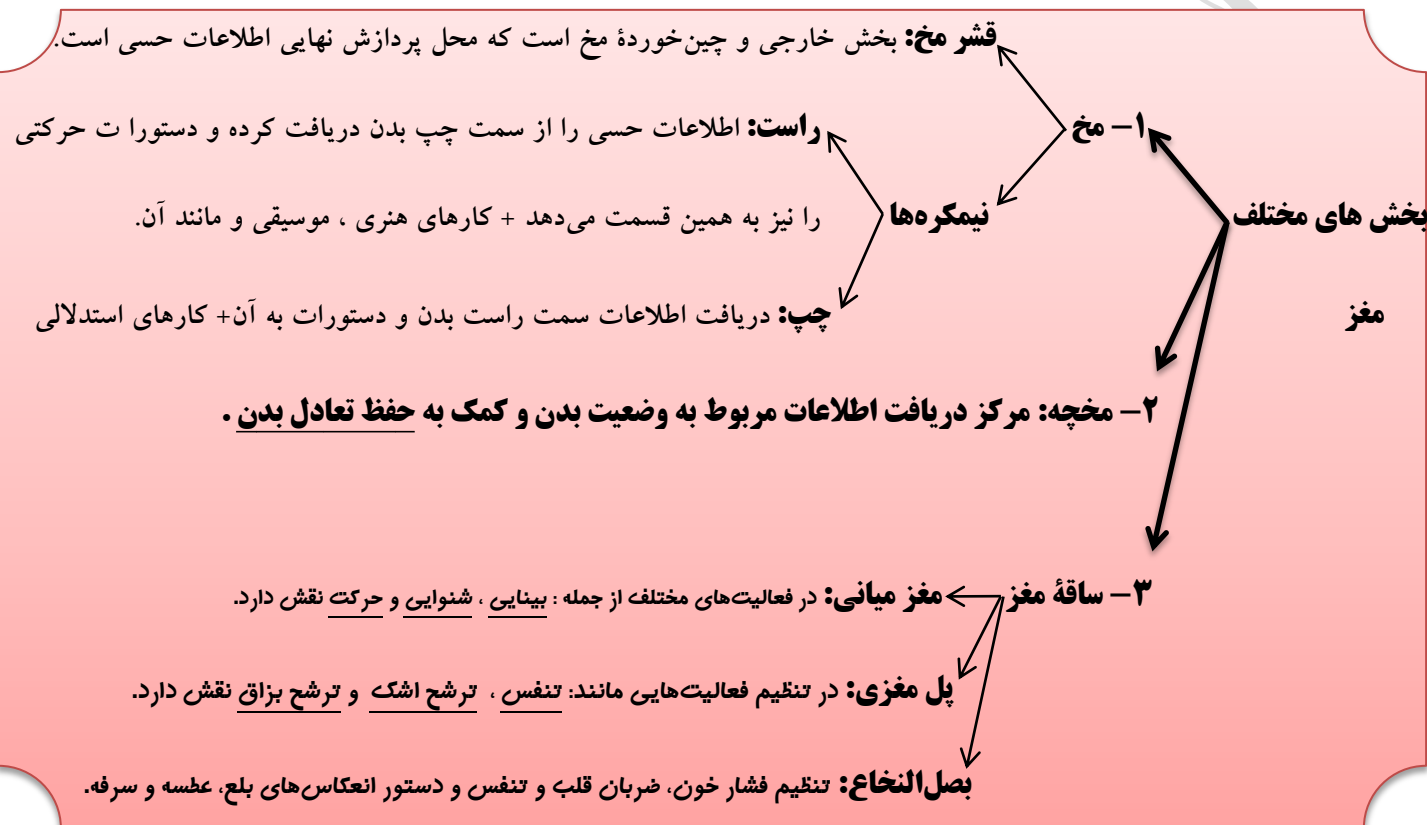 قشر مخ: بخش خارجی و چین‌خوردهٔ مخ است که محل پردازش نهایی اطلاعات حسی است.
۱– مخ
راست: اطلاعات حسی را از سمت چپ بدن دریافت کرده و دستورا ت حرکتی
بخش های مختلف
نیمکره‌ها
را نیز به همین قسمت می‌دهد + کارهای هنری ، موسیقی و مانند آن.
مغز
چپ: دریافت اطلاعات سمت راست بدن و دستورات به آن+ کارهای استدلالی
۲– مخچه: مرکز دریافت اطلاعات مربوط به وضعیت بدن و کمک به حفظ تعادل بدن .
۳– ساقهٔ مغز
مغز میانی: در فعالیت‌های مختلف از جمله : بینایی ، شنوایی و حرکت نقش دارد.
پل مغزی: در تنظیم فعالیت‌هایی مانند: تنفس ، ترشح اشک و ترشح بزاق نقش دارد.
بصل‌النخاع: تنظیم فشار خون، ضربان قلب و تنفس و دستور انعکاس‌های بلع، عطسه و سرفه.